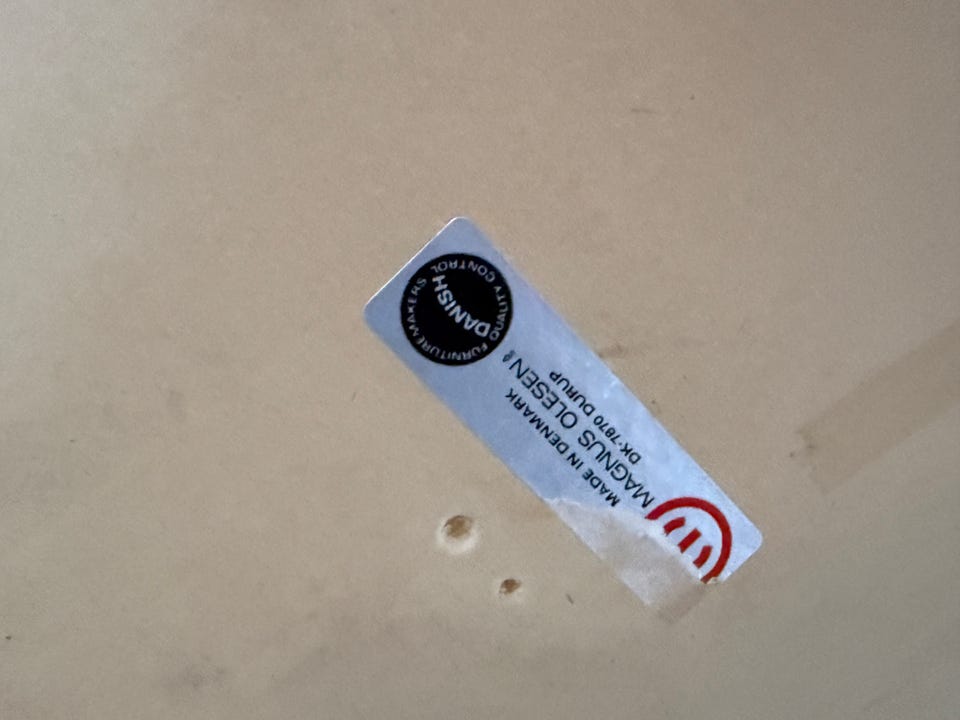 DANISH
FURNITUREMAKERS QUALITY CONTROL
MADE IN DENMARK
MAGNUS OLESEN
DK-7870 DURUP